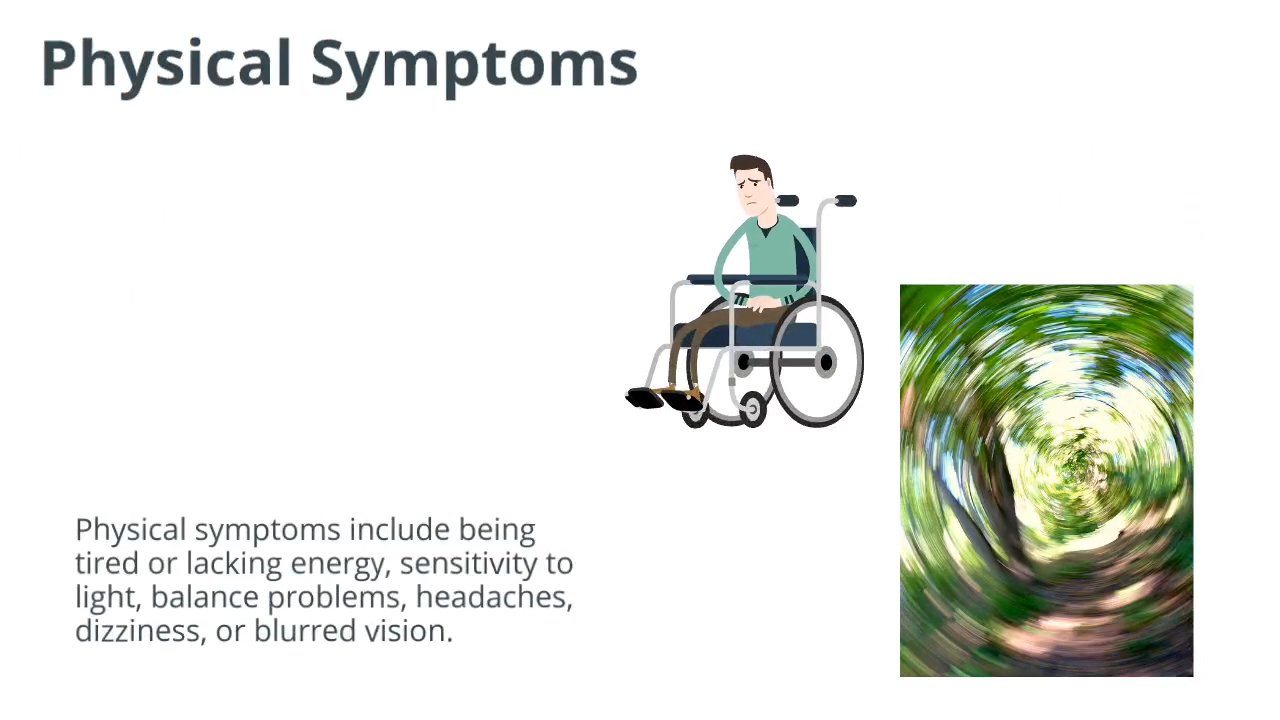 Physical Symptoms
Physical symptoms include being
tired or lacking energy, sensitivity to
light, balance problems, headaches,
dizziness, or blurred vision.